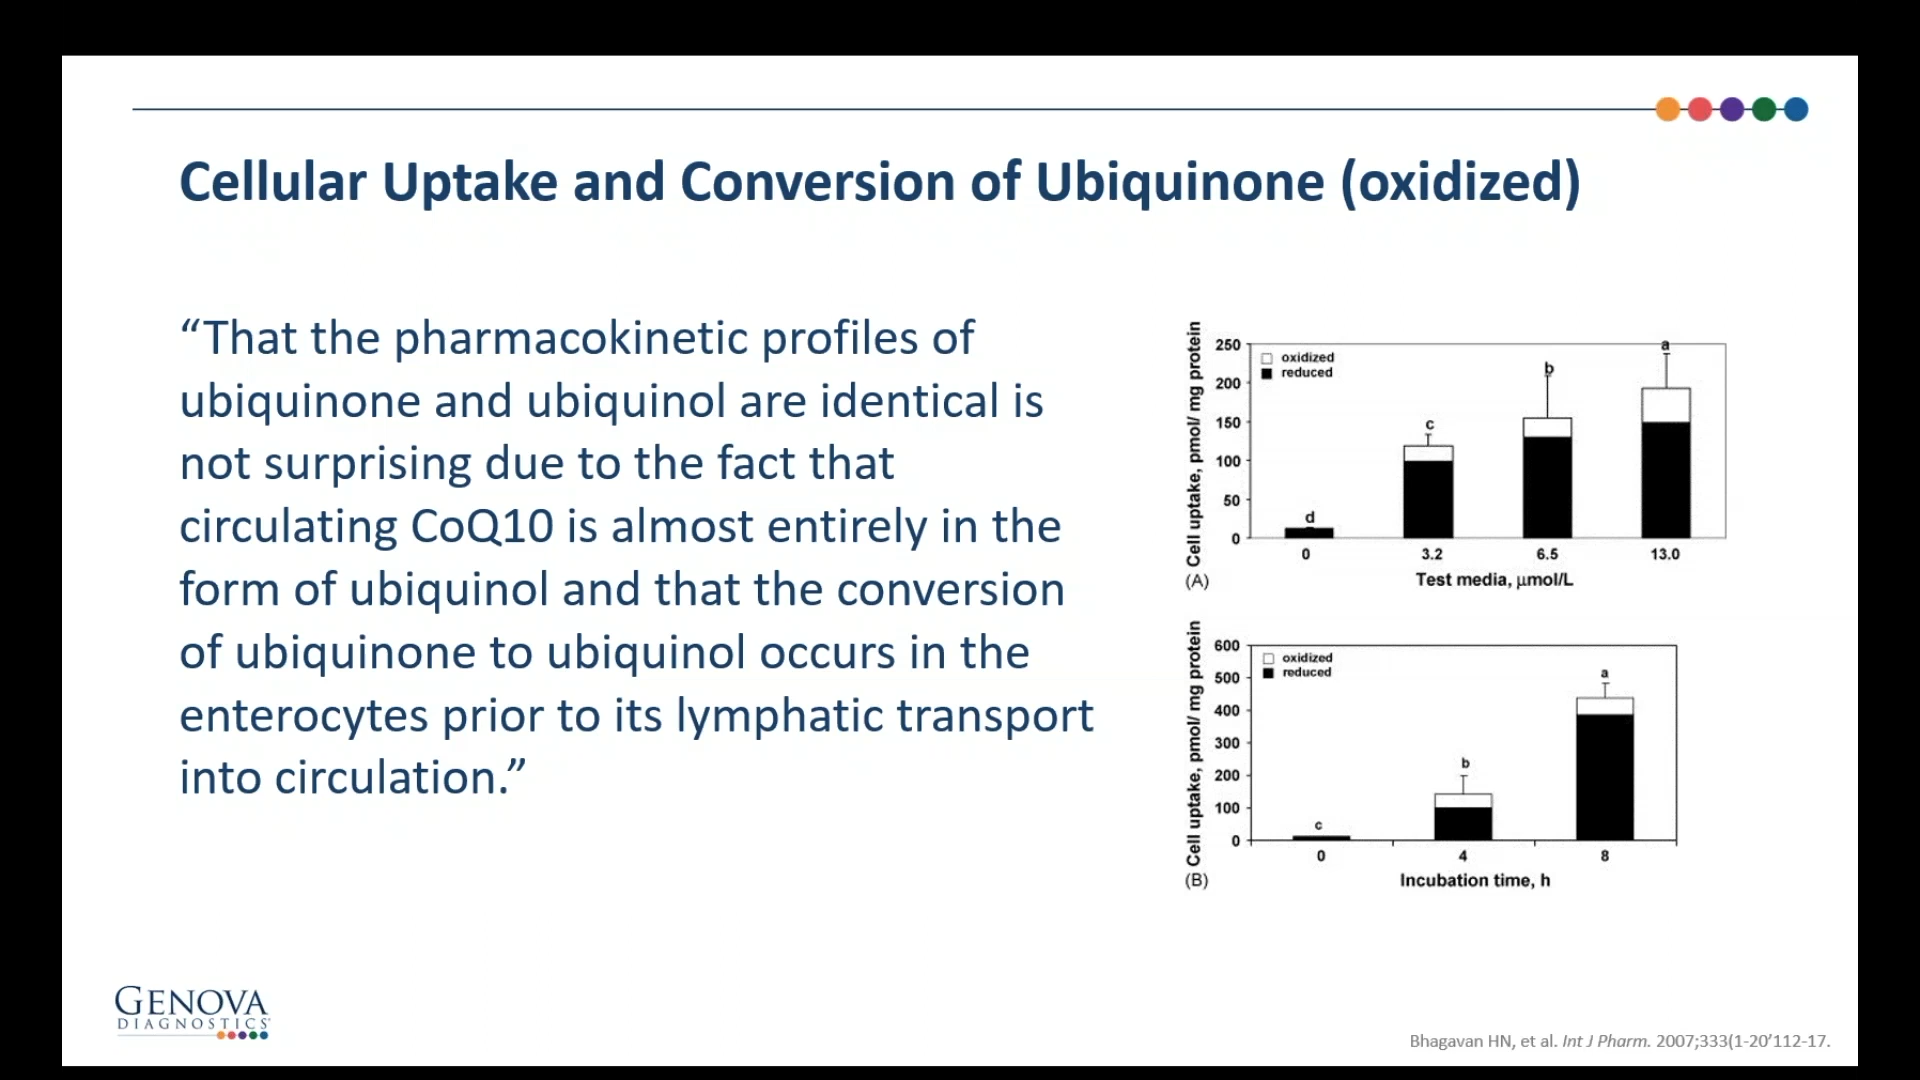 Cellular Uptake and Conversion of Ubiquinone (oxidized)
“That the pharmacokinetic profiles of
ubiquinone and ubiquinol are identical is
not surprising due to the fact that
circulating CoQ10 is almost entirely in the
form of ubiquinol and that the conversion
of ubiquinone to ubiquinol occurs in the
enterocytes prior to its lymphatic transport
into circulation.”
Cell uptake, pmol/ mg protein
250
200
150
100
50
0
oxidized
reduced
d
c
b
a
0 3.2 6.5 13.0
Test media, μmol/L
(A)
Cell uptake, pmol/ mg protein
600
500
400
300
200
100
0
oxidized
reduced
c
b
a
0 4 8
Incubation time, h
(B)
GENOVA
DIAGNOSTICS
Bhagavan HN, et al. Int J Pharm. 2007;333(1-20’112-17.